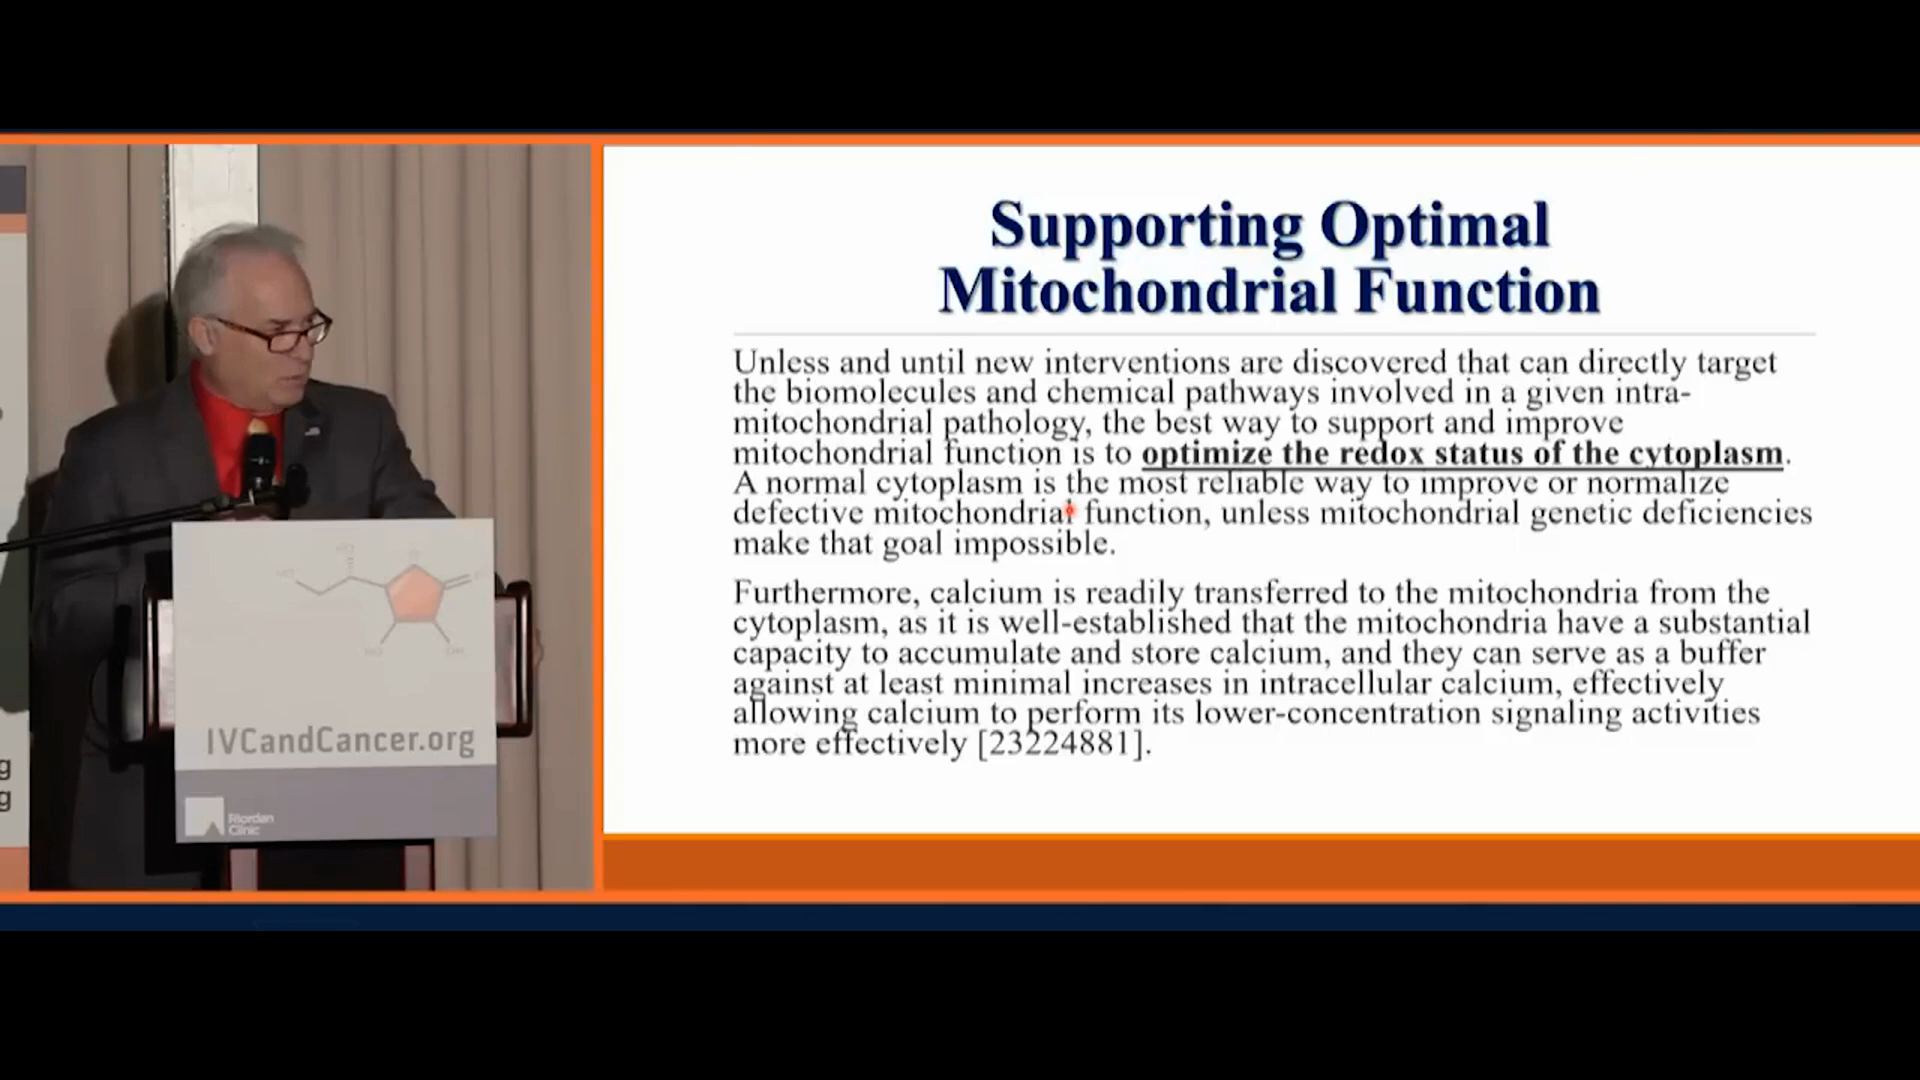 Supporting Optimal
Mitochondrial Function
Unless and until new interventions are discovered that can directly target
the biomolecules and chemical pathways involved in a given intra-
mitochondrial pathology, the best way to support and improve
mitochondrial function is to optimize the redox status of the cytoplasm.
A normal cytoplasm is the most reliable way to improve or normalize
defective mitochondrial function, unless mitochondrial genetic deficiencies
make that goal impossible.
Furthermore, calcium is readily transferred to the mitochondria from the
cytoplasm, as it is well-established that the mitochondria have a substantial
capacity to accumulate and store calcium, and they can serve as a buffer
against at least minimal increases in intracellular calcium, effectively
allowing calcium to perform its lower-concentration signaling activities
more effectively [23224881].
HO
IVCandCancer.org
Riordan
Clinic
g
g